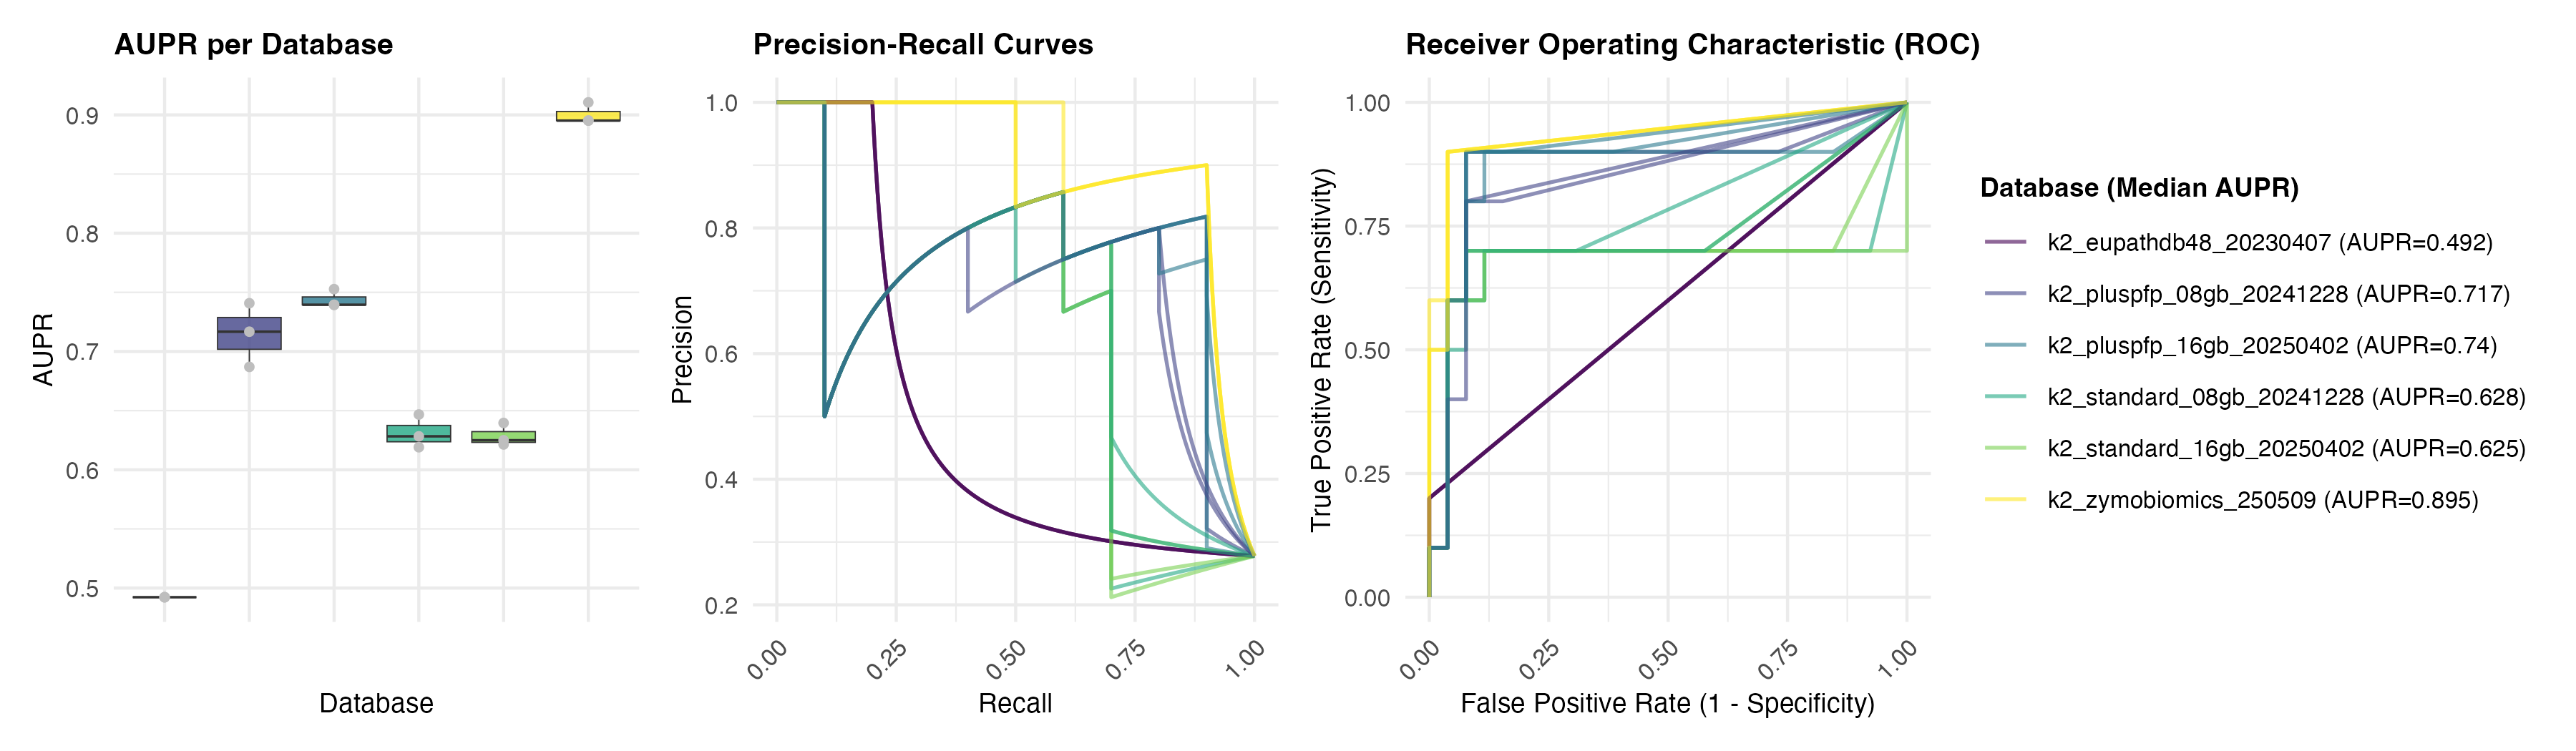 AUPR per Database
AUPR
0.9
0.8
0.7
0.6
0.5
Database
Precision-Recall Curves
Precision
1.0
0.8
0.6
0.4
0.2
0.00
0.25
0.50
0.75
1.00
Recall
Receiver Operating Characteristic (ROC)
True Positive Rate (Sensitivity)
1.00
0.75
0.50
0.25
0.00
0.00
0.25
0.50
0.75
1.00
False Positive Rate (1 - Specificity)
Database (Median AUPR)
k2_eupathdb48_20230407 (AUPR=0.492)
k2_pluspfp_08gb_20241228 (AUPR=0.717)
k2_pluspfp_16gb_20250402 (AUPR=0.74)
k2_standard_08gb_20241228 (AUPR=0.628)
k2_standard_16gb_20250402 (AUPR=0.625)
k2_zymobiomics_250509 (AUPR=0.895)